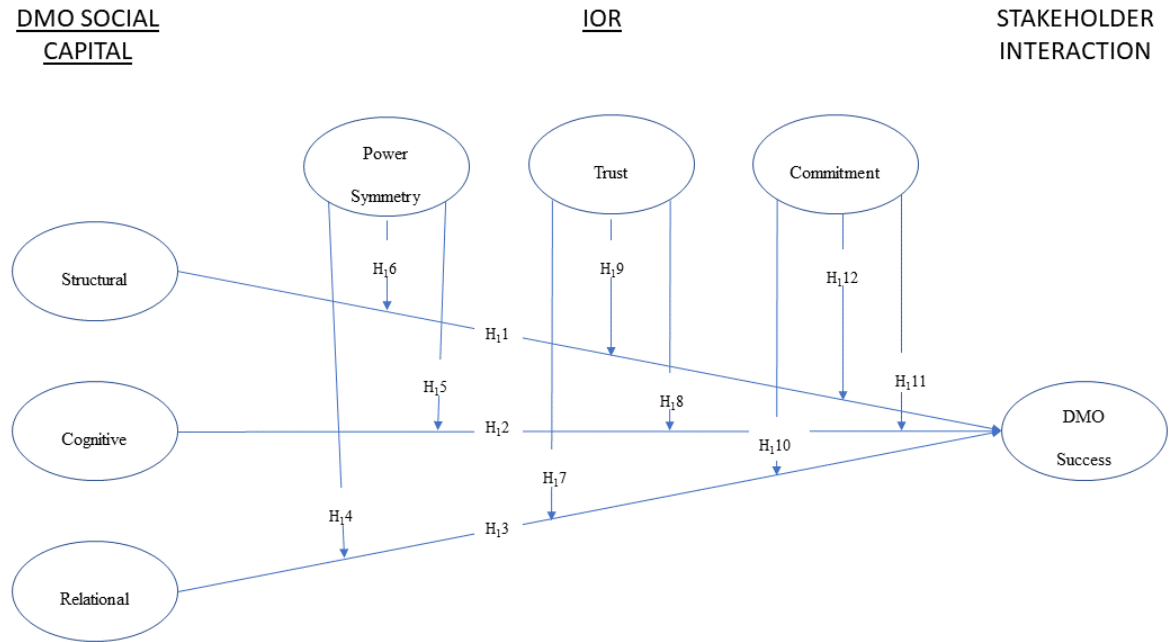 DMO SOCIAL
CAPITAL
IOR
STAKEHOLDER
INTERACTION
Power
Symmetry
Trust
Commitment
Structural
H₁6
H₁9
H₁12
H₁1
H₁5
H₁8
H₁11
Cognitive
H₁2
DMO
Success
H₁10
H₁7
H₁4
H₁3
Relational